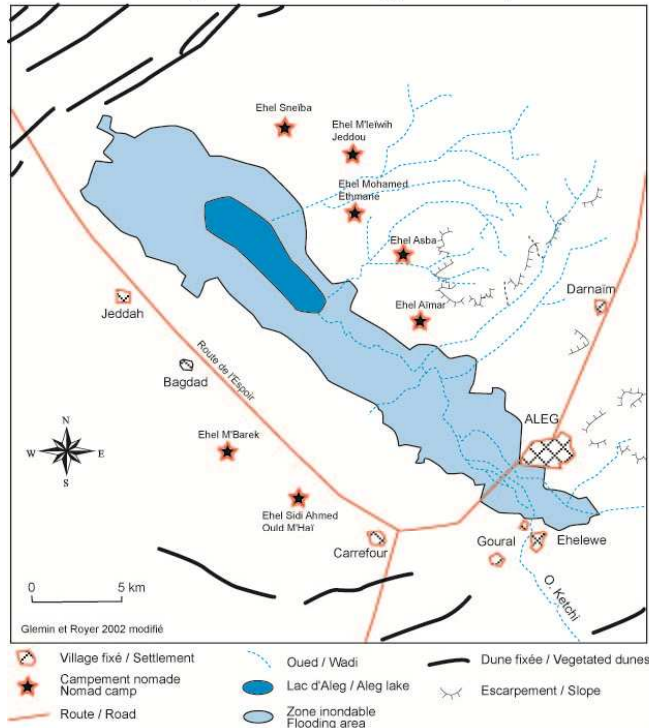 Ehel Sneïba
Ehel M'leïwih
Jeddou
Ehel Mohamed
Ethmane
Ehel Asba
Darnaïm
Ehel Aïmar
Jeddah
Route de l'Espoir
Bagdad
ALEG
N
W
E
S
Ehel M'Barek
Ehel Sidi Ahmed
Ould M'Haï
Carrefour
Goural
Ehelewe
O. Ketchi
0
5 km
Glemin et Royer 2002 modifié
Village fixé / Settlement
Oued / Wadi
Dune fixée / Vegetated dunes
Campement nomade
Nomad camp
Lac d'Aleg / Aleg lake
Escarpement / Slope
Route / Road
Zone inondable
Flooding area